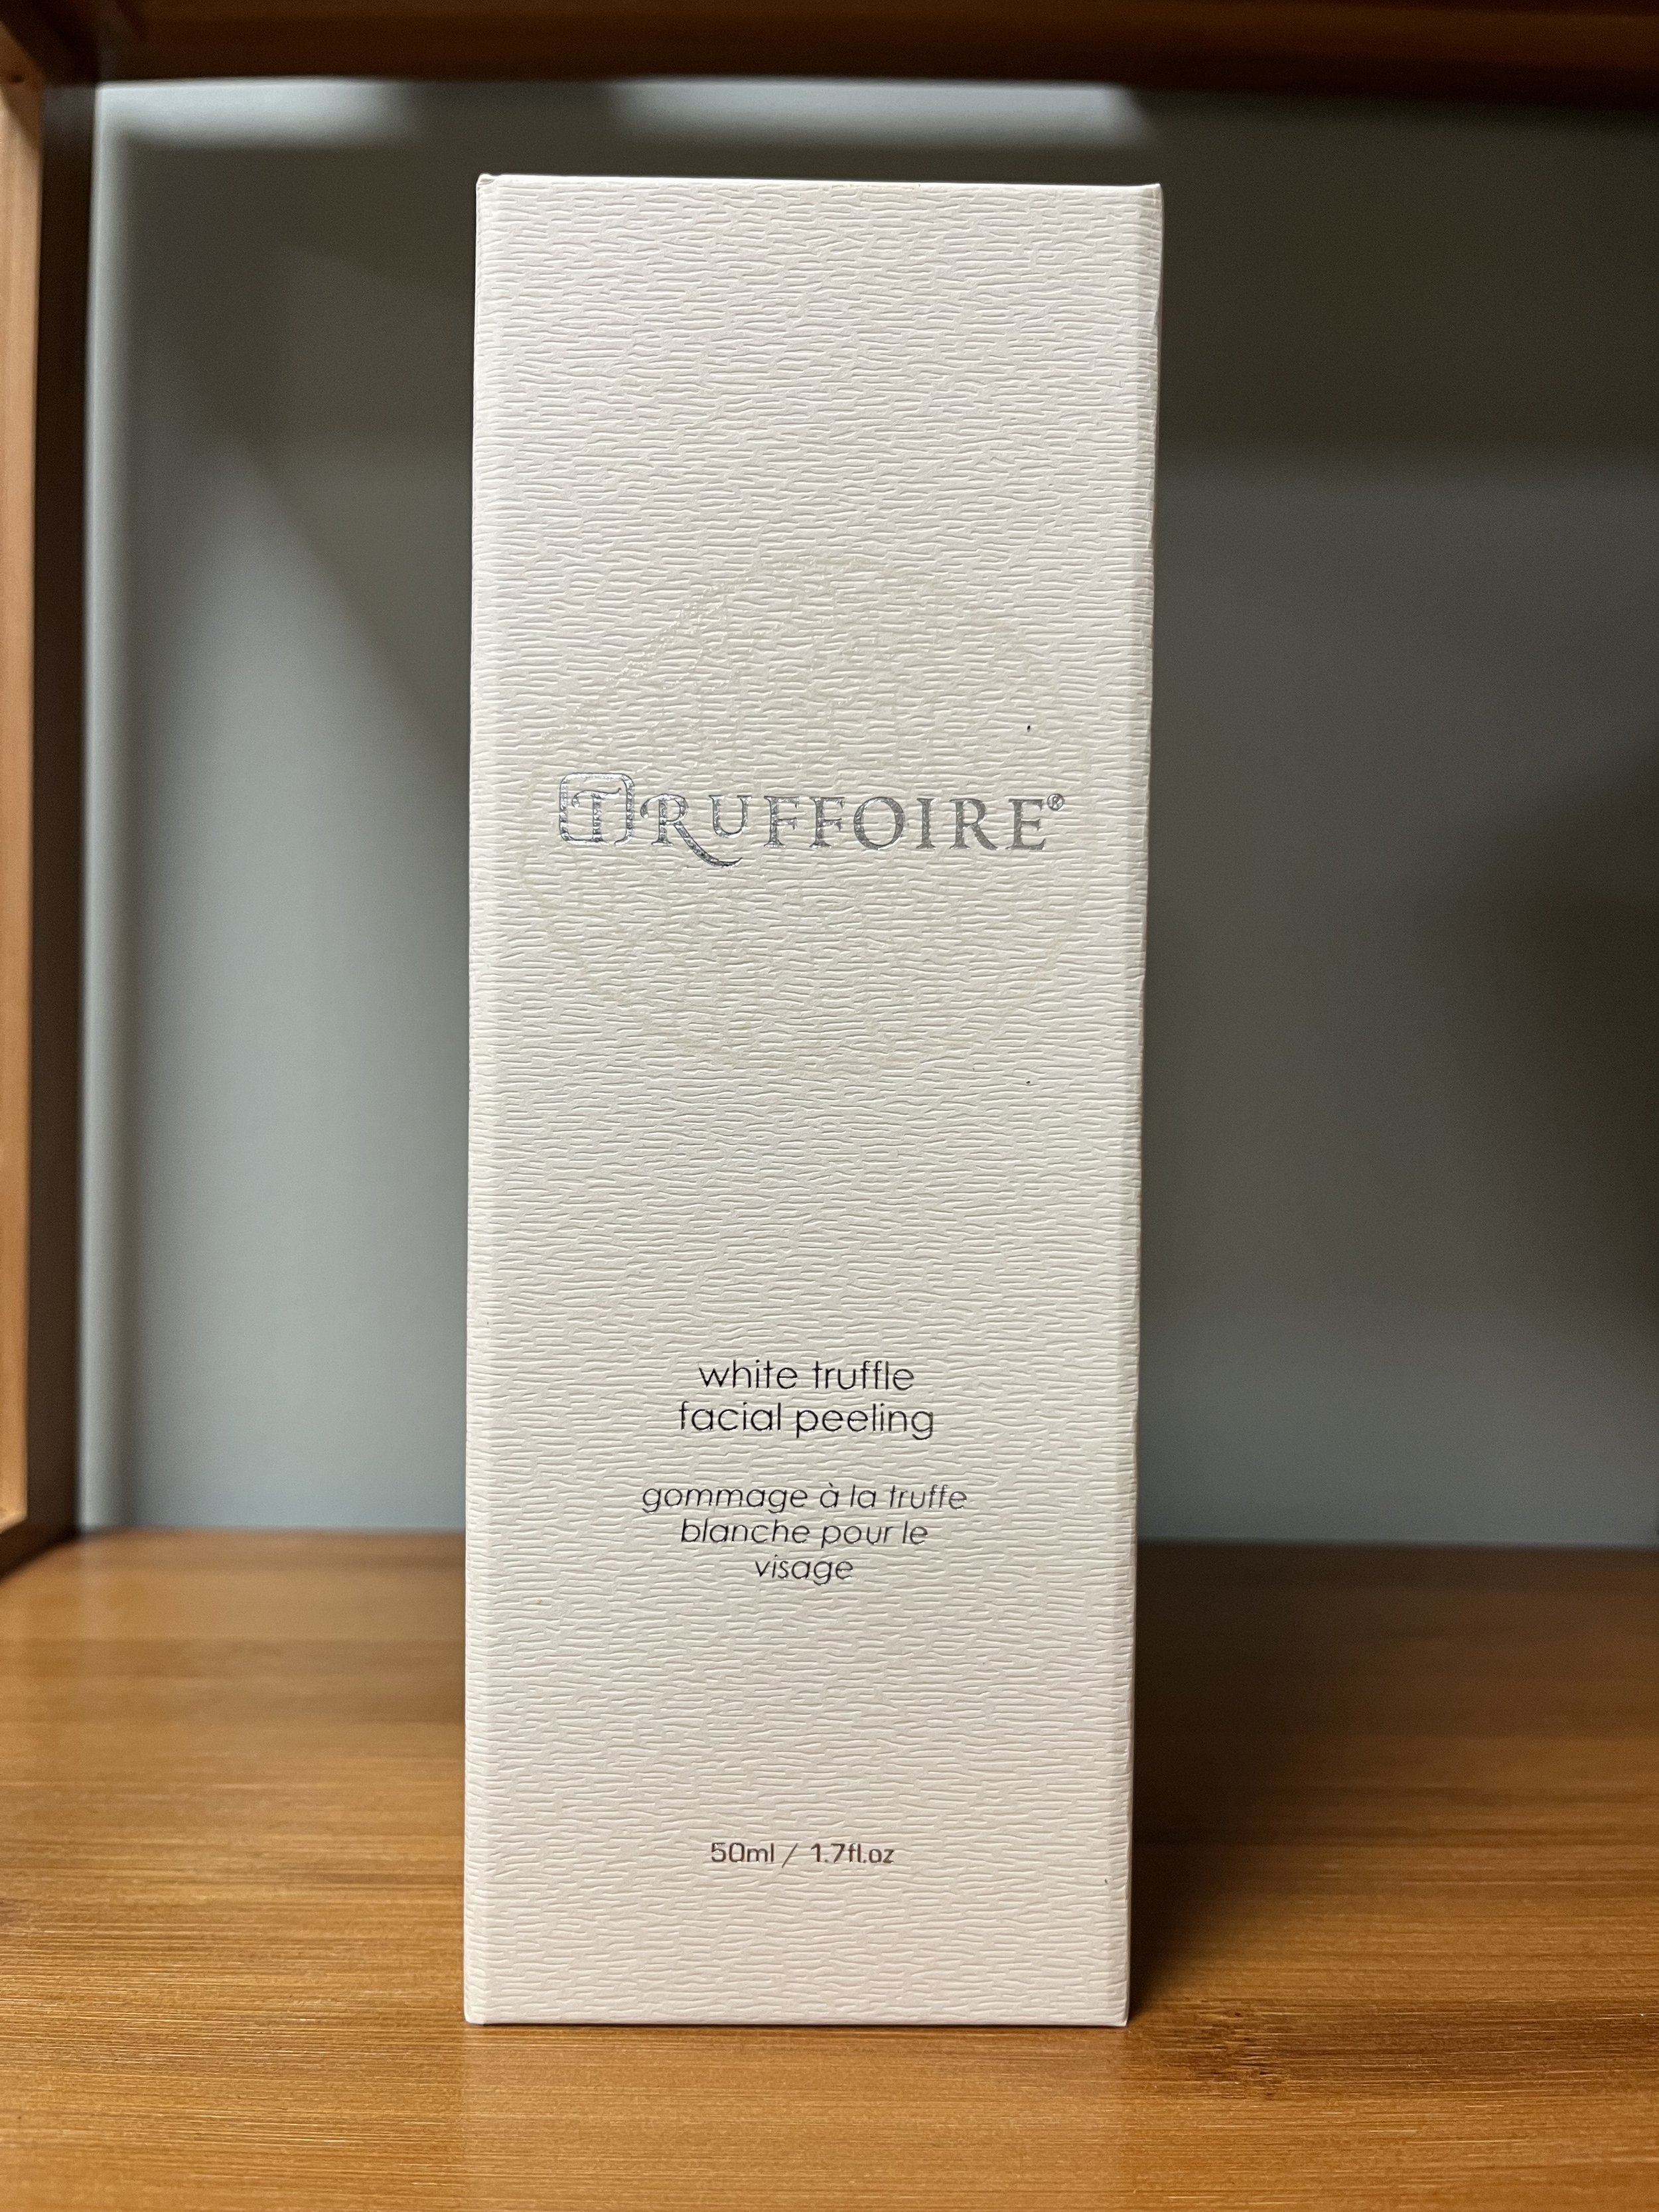 TRUFFOIRE®
white truffle
facial peeling
gommage à la truffe
blanche pour le
visage
50ml / 1.7fl.oz